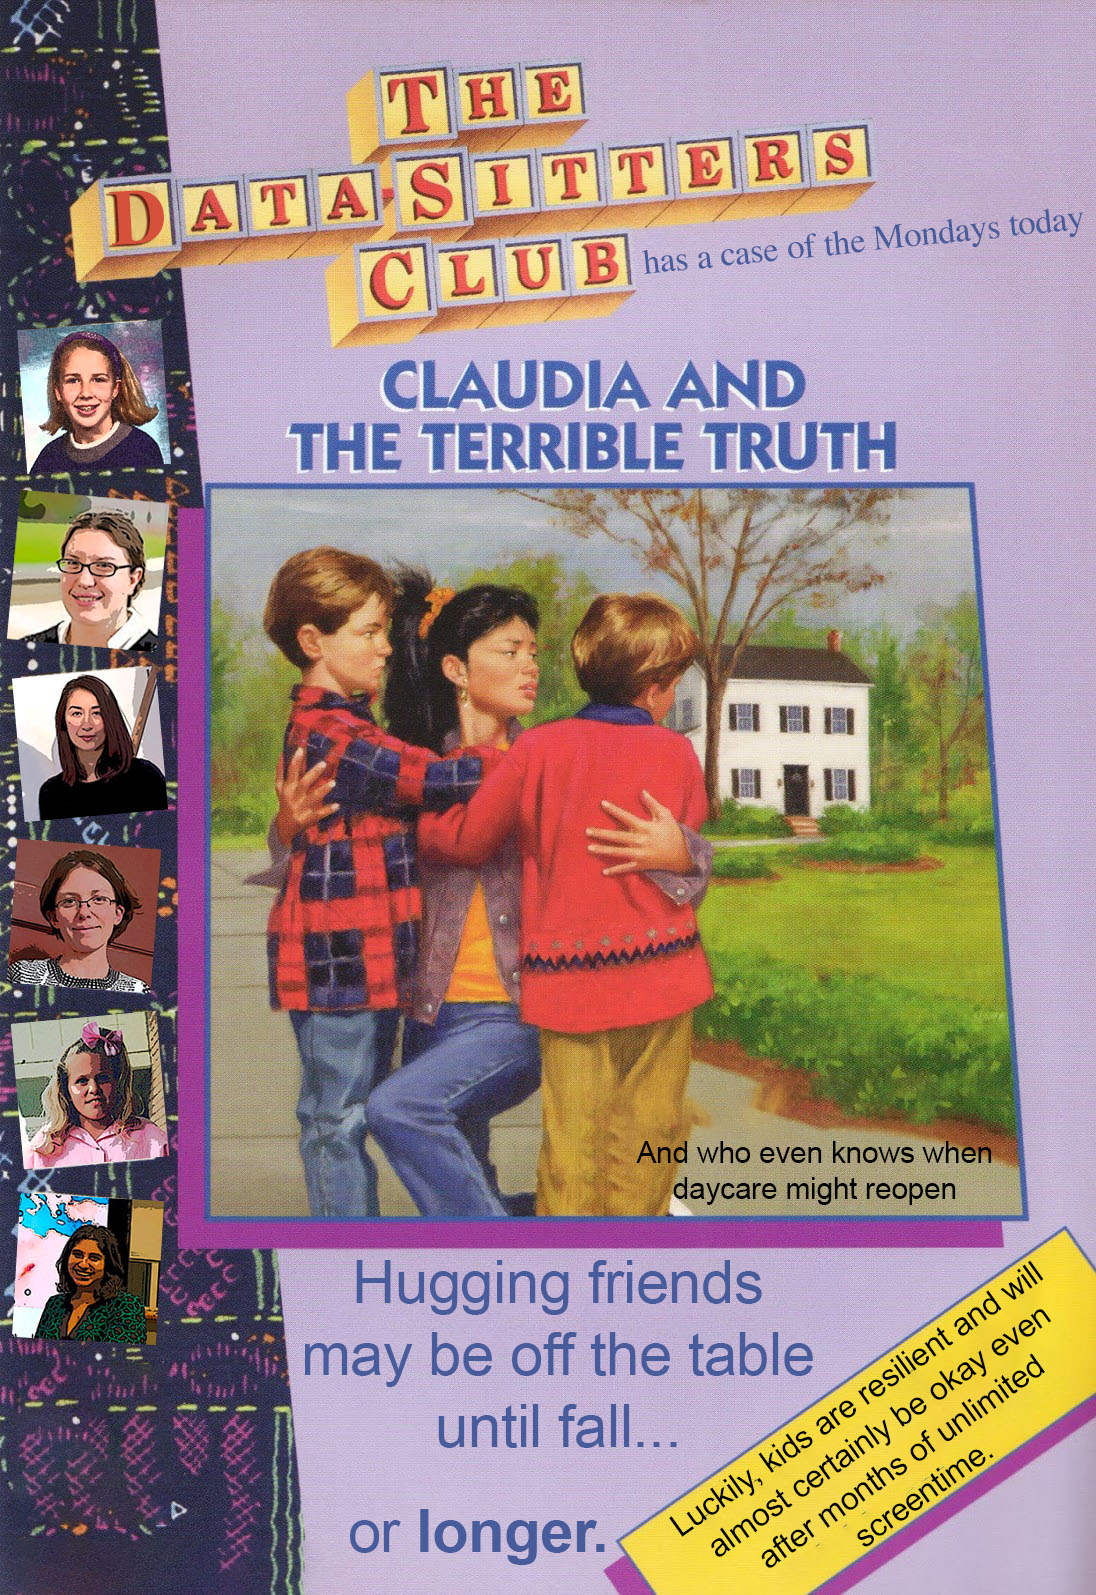 THE
DATA-SITTERS
CLUB has a case of the Mondays today
CLAUDIA AND
THE TERRIBLE TRUTH
And who even knows when
daycare might reopen
Hugging friends
may be off the table
until fall...
or longer.
Luckily, kids are resilient and will
almost certainly be okay even
after months of unlimited
screentime.